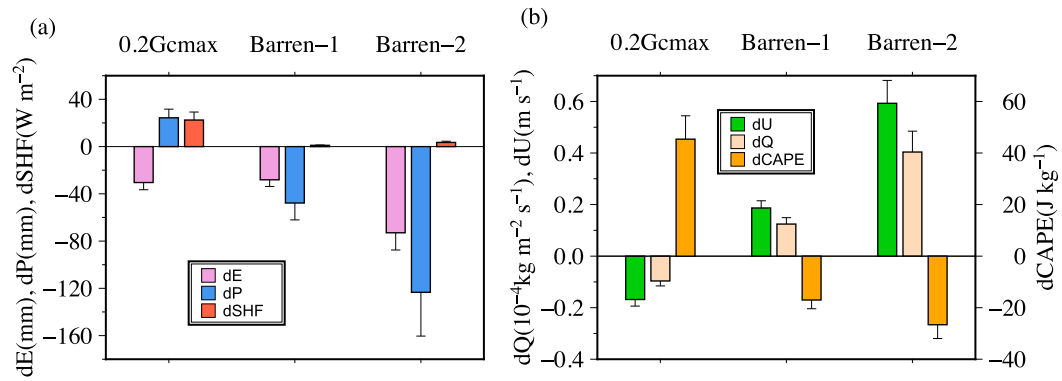 (a)
0.2Gcmax Barren−1 Barren−2
dE(mm), dP(mm), dSHF(W m−2)
40
0
−40
−80
−120
−160
dE
dP
dSHF
(b)
0.2Gcmax Barren−1 Barren−2
dQ(10−4kg m−2 s−1), dU(m s−1)
0.6
0.4
0.2
0.0
−0.2
−0.4
dU
dQ
dCAPE
60
40
20
0
−20
−40
dCAPE(J kg−1)